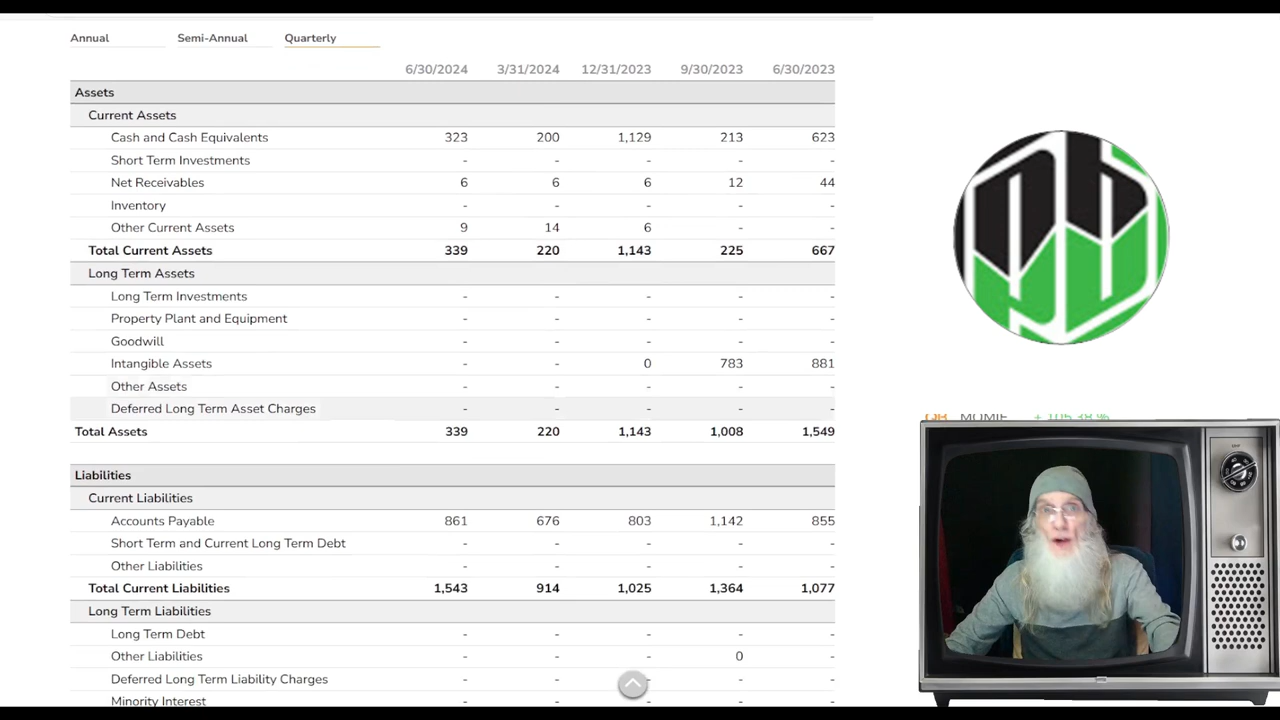 Annual Semi-Annual Quarterly
6/30/2024 3/31/2024 12/31/2023 9/30/2023 6/30/2023
Assets
Current Assets
Cash and Cash Equivalents 323 200 1,129 213 623
Short Term Investments - - - - -
Net Receivables 6 6 6 12 44
Inventory - - - - -
Other Current Assets 9 14 6 - -
Total Current Assets 339 220 1,143 225 667
Long Term Assets
Long Term Investments - - - - -
Property Plant and Equipment - - - - -
Goodwill - - - - -
Intangible Assets - - 0 783 881
Other Assets - - - - -
Deferred Long Term Asset Charges - - - - -
Total Assets 339 220 1,143 1,008 1,549
Liabilities
Current Liabilities
Accounts Payable 861 676 803 1,142 855
Short Term and Current Long Term Debt - - - - -
Other Liabilities - - - - -
Total Current Liabilities 1,543 914 1,025 1,364 1,077
Long Term Liabilities
Long Term Debt - - - - -
Other Liabilities - - - 0 -
Deferred Long Term Liability Charges - - - - -
Minority Interest - - - - -